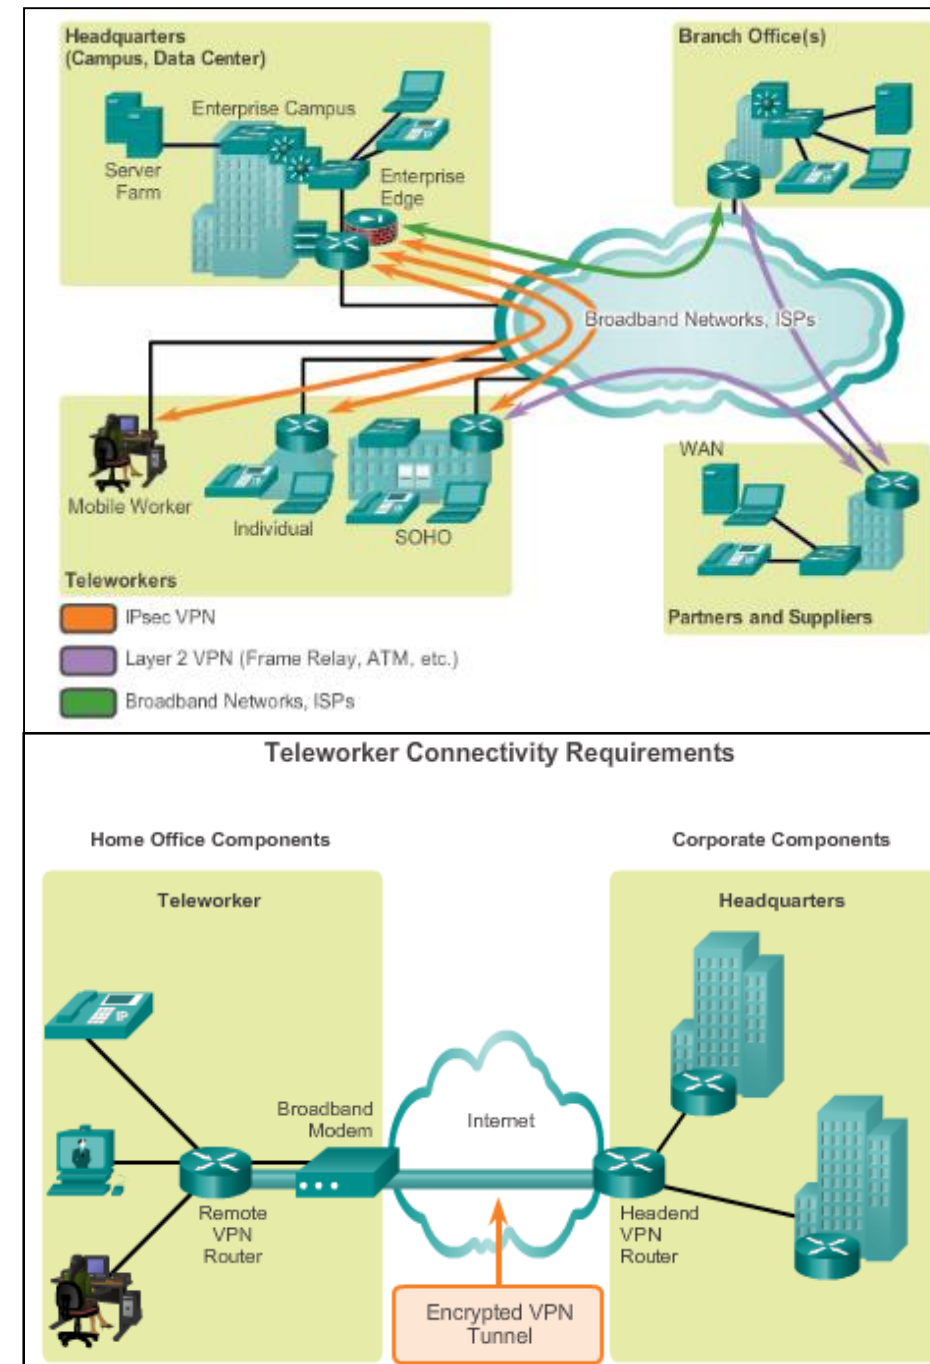 Headquarters
(Campus, Data Center)
Branch Office(s)
Enterprise Campus
Server
Farm
Enterprise
Edge
Broadband Networks, ISPs
Mobile Worker
Individual
SOHO
WAN
Teleworkers
Partners and Suppliers
IPsec VPN
Layer 2 VPN (Frame Relay, ATM, etc.)
Broadband Networks, ISPs
Teleworker Connectivity Requirements
Home Office Components
Corporate Components
Teleworker
Headquarters
IP
Broadband
Modem
Internet
Remote
VPN
Router
Headend
VPN
Router
Encrypted VPN
Tunnel